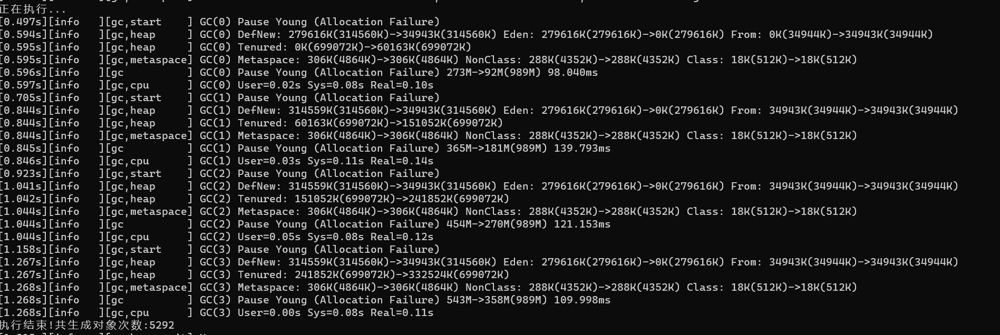 正在执行...
[0.497s][info   ][gc,start    ] GC(0) Pause Young (Allocation Failure)
[0.594s][info   ][gc,heap     ] GC(0) DefNew: 279616K(314560K)->34943K(314560K) Eden: 279616K(279616K)->0K(279616K) From: 0K(34944K)->34943K(34944K)
[0.595s][info   ][gc,heap     ] GC(0) Tenured: 0K(699072K)->60163K(699072K)
[0.595s][info   ][gc,metaspace] GC(0) Metaspace: 306K(4864K)->306K(4864K) NonClass: 288K(4352K)->288K(4352K) Class: 18K(512K)->18K(512K)
[0.596s][info   ][gc          ] GC(0) Pause Young (Allocation Failure) 273M->92M(989M) 98.040ms
[0.597s][info   ][gc,cpu      ] GC(0) User=0.02s Sys=0.08s Real=0.10s
[0.705s][info   ][gc,start    ] GC(1) Pause Young (Allocation Failure)
[0.844s][info   ][gc,heap     ] GC(1) DefNew: 314559K(314560K)->34943K(314560K) Eden: 279616K(279616K)->0K(279616K) From: 34943K(34944K)->34943K(34944K)
[0.844s][info   ][gc,heap     ] GC(1) Tenured: 60163K(699072K)->151052K(699072K)
[0.844s][info   ][gc,metaspace] GC(1) Metaspace: 306K(4864K)->306K(4864K) NonClass: 288K(4352K)->288K(4352K) Class: 18K(512K)->18K(512K)
[0.845s][info   ][gc          ] GC(1) Pause Young (Allocation Failure) 365M->181M(989M) 139.793ms
[0.846s][info   ][gc,cpu      ] GC(1) User=0.03s Sys=0.11s Real=0.14s
[0.923s][info   ][gc,start    ] GC(2) Pause Young (Allocation Failure)
[1.041s][info   ][gc,heap     ] GC(2) DefNew: 314559K(314560K)->34943K(314560K) Eden: 279616K(279616K)->0K(279616K) From: 34943K(34944K)->34943K(34944K)
[1.042s][info   ][gc,heap     ] GC(2) Tenured: 151052K(699072K)->241852K(699072K)
[1.044s][info   ][gc,metaspace] GC(2) Metaspace: 306K(4864K)->306K(4864K) NonClass: 288K(4352K)->288K(4352K) Class: 18K(512K)->18K(512K)
[1.044s][info   ][gc          ] GC(2) Pause Young (Allocation Failure) 454M->270M(989M) 121.153ms
[1.044s][info   ][gc,cpu      ] GC(2) User=0.05s Sys=0.08s Real=0.12s
[1.158s][info   ][gc,start    ] GC(3) Pause Young (Allocation Failure)
[1.267s][info   ][gc,heap     ] GC(3) DefNew: 314559K(314560K)->34943K(314560K) Eden: 279616K(279616K)->0K(279616K) From: 34943K(34944K)->34943K(34944K)
[1.267s][info   ][gc,heap     ] GC(3) Tenured: 241852K(699072K)->332524K(699072K)
[1.268s][info   ][gc,metaspace] GC(3) Metaspace: 306K(4864K)->306K(4864K) NonClass: 288K(4352K)->288K(4352K) Class: 18K(512K)->18K(512K)
[1.268s][info   ][gc          ] GC(3) Pause Young (Allocation Failure) 543M->358M(989M) 109.998ms
[1.268s][info   ][gc,cpu      ] GC(3) User=0.00s Sys=0.08s Real=0.11s
执行结束!共生成对象次数:5292